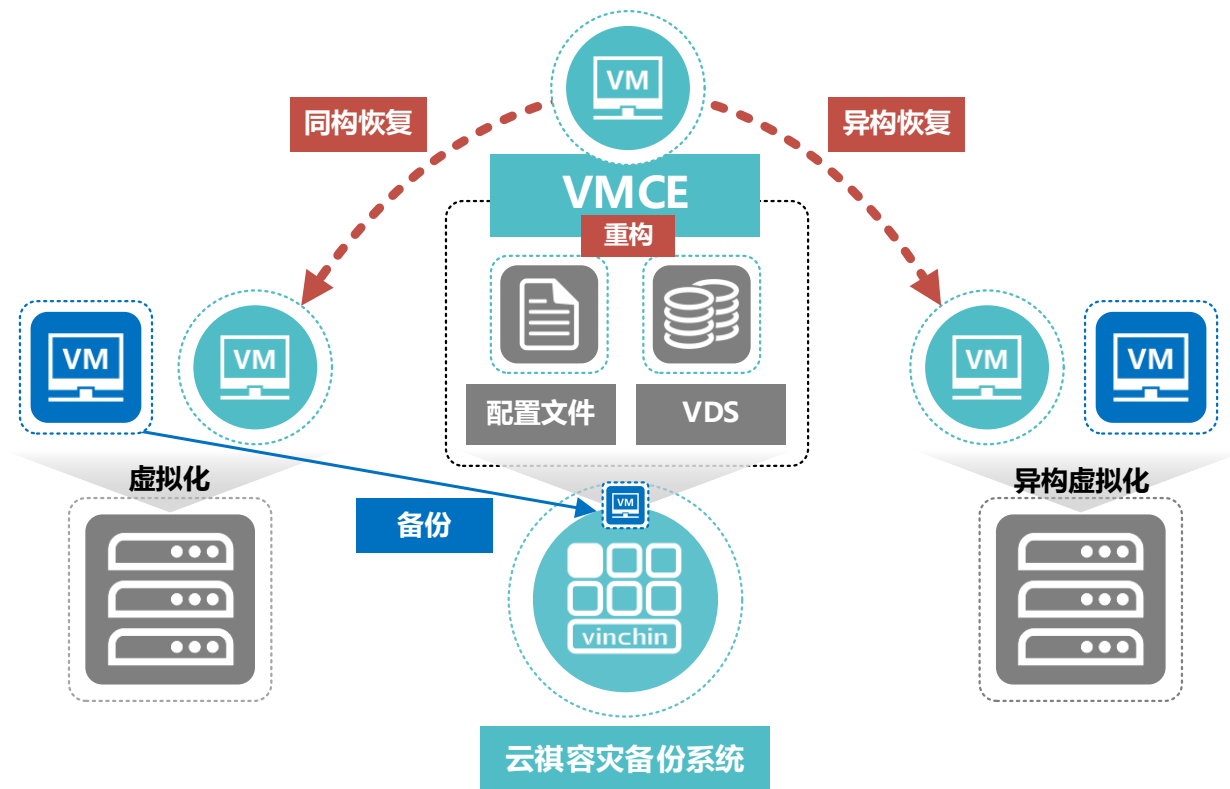 VM
同构恢复
异构恢复
VMCE
重构
VM
VM
VM
VM
配置文件
VDS
虚拟化
异构虚拟化
VM
备份
vinchin
云祺容灾备份系统